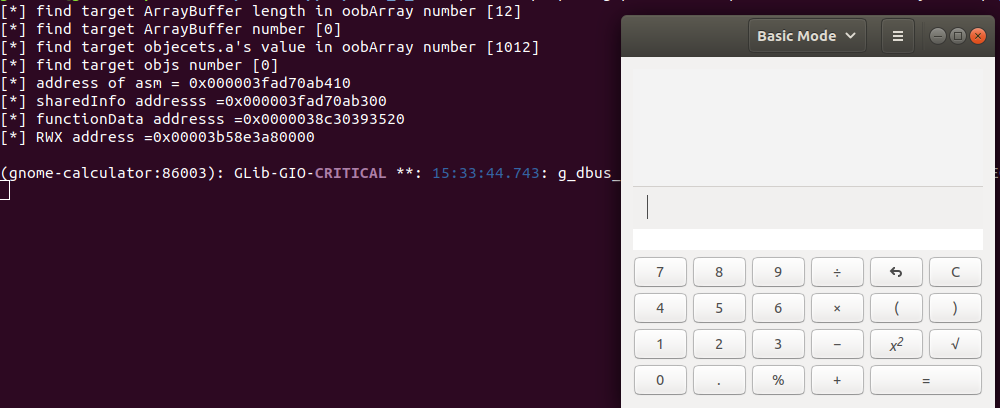 [*] find target ArrayBuffer length in oobArray number [12]
[*] find target ArrayBuffer number [0]
[*] find target objecets.a's value in oobArray number [1012]
[*] find target objs number [0]
[*] address of asm = 0x000003fad70ab410
[*] sharedInfo addresss =0x000003fad70ab300
[*] functionData addresss =0x0000038c30393520
[*] RWX address =0x00003b58e3a80000
(gnome-calculator:86003): GLib-GIO-CRITICAL **: 15:33:44.743: g_dbus_
Basic Mode
7 8 9 ÷ C
4 5 6 × ( )
1 2 3 − x² √
0 . % + =